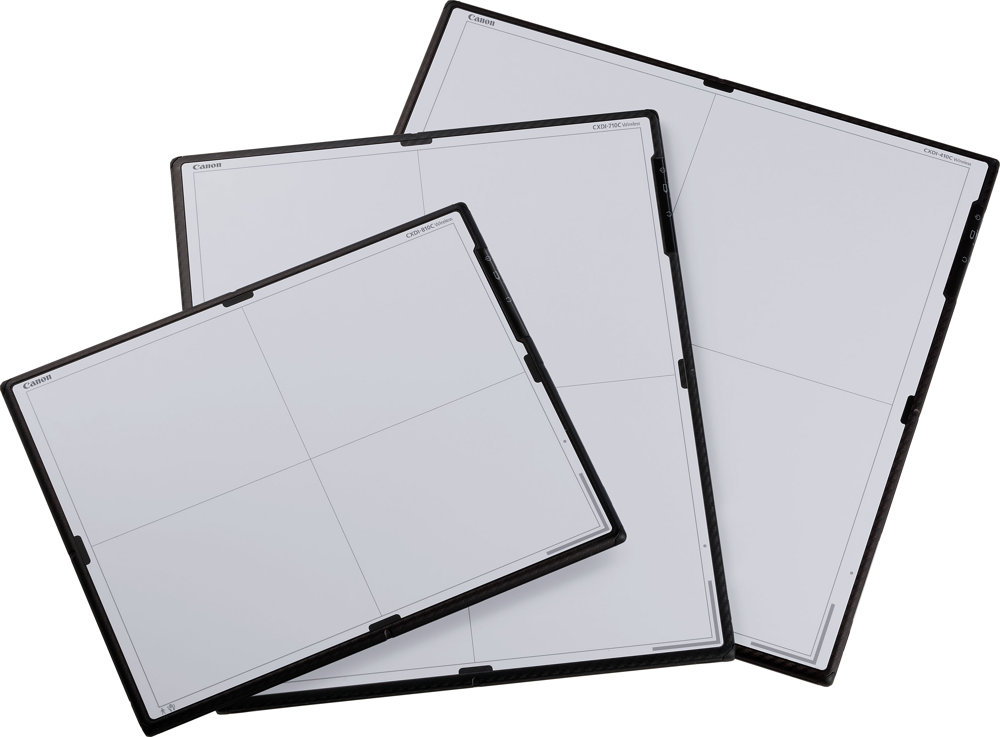 Canon
CXDI-410C Wireless
Canon
CXDI-710C Wireless
Canon
CXDI-810C Wireless